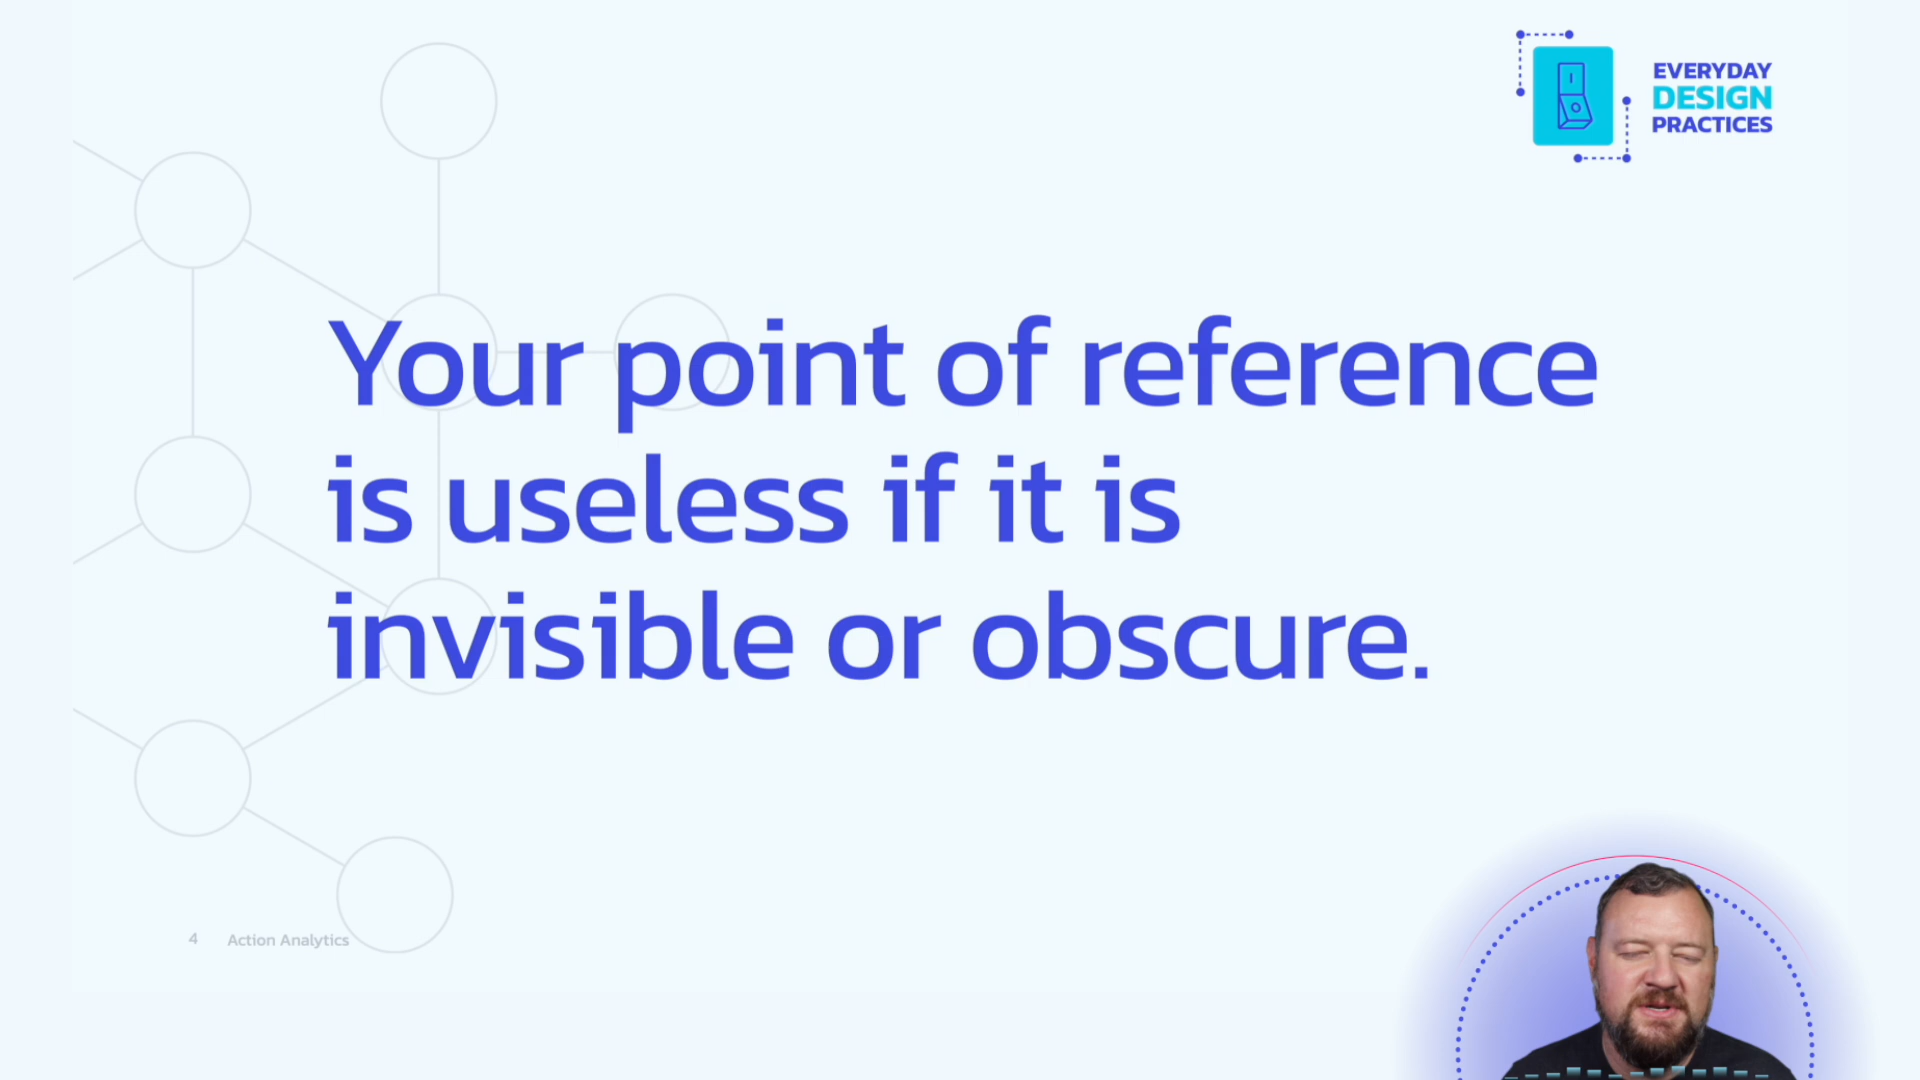 EVERYDAY
DESIGN
PRACTICES
Your point of reference
is useless if it is
invisible or obscure.
4 Action Analytics